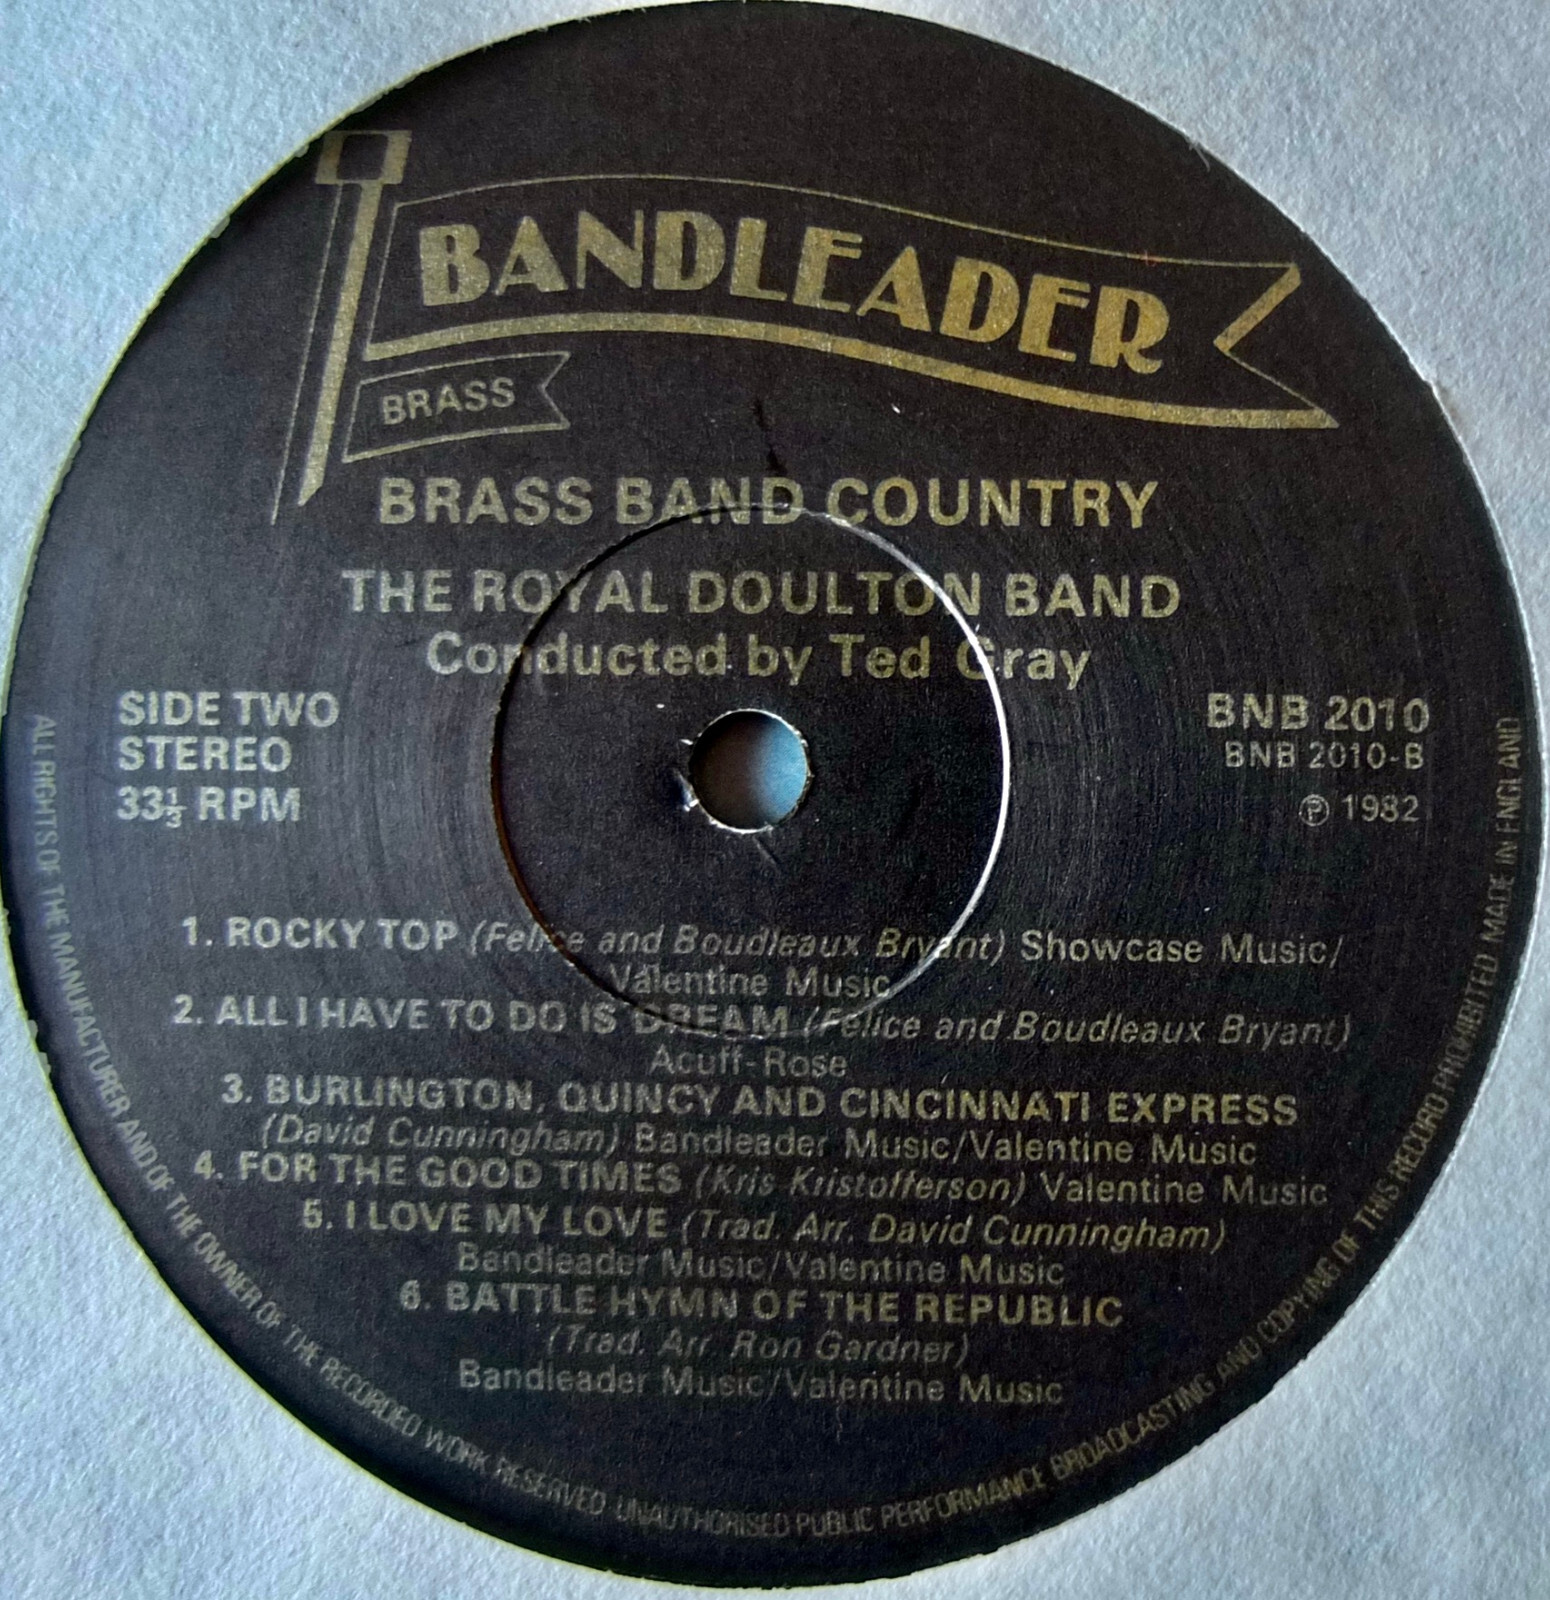 BANDLEADER
BRASS
BRASS BAND COUNTRY
THE ROYAL DOULTON BAND
Conducted by Ted Gray
SIDE TWO
STEREO
33⅓ RPM
BNB 2010
BNB 2010-B
Ⓟ 1982
1. ROCKY TOP (Felice and Boudleaux Bryant) Showcase Music/
Valentine Music
2. ALL I HAVE TO DO IS DREAM (Felice and Boudleaux Bryant)
Acuff-Rose
3. BURLINGTON, QUINCY AND CINCINNATI EXPRESS
(David Cunningham) Bandleader Music/Valentine Music
4. FOR THE GOOD TIMES (Kris Kristofferson) Valentine Music
5. I LOVE MY LOVE (Trad. Arr. David Cunningham)
Bandleader Music/Valentine Music
6. BATTLE HYMN OF THE REPUBLIC
(Trad. Arr. Ron Gardner)
Bandleader Music/Valentine Music
ALL RIGHTS OF THE MANUFACTURER AND OF THE OWNER OF THE RECORDED WORK RESERVED UNAUTHORISED PUBLIC PERFORMANCE BROADCASTING AND COPYING OF THIS RECORD PROHIBITED MADE IN ENGLAND